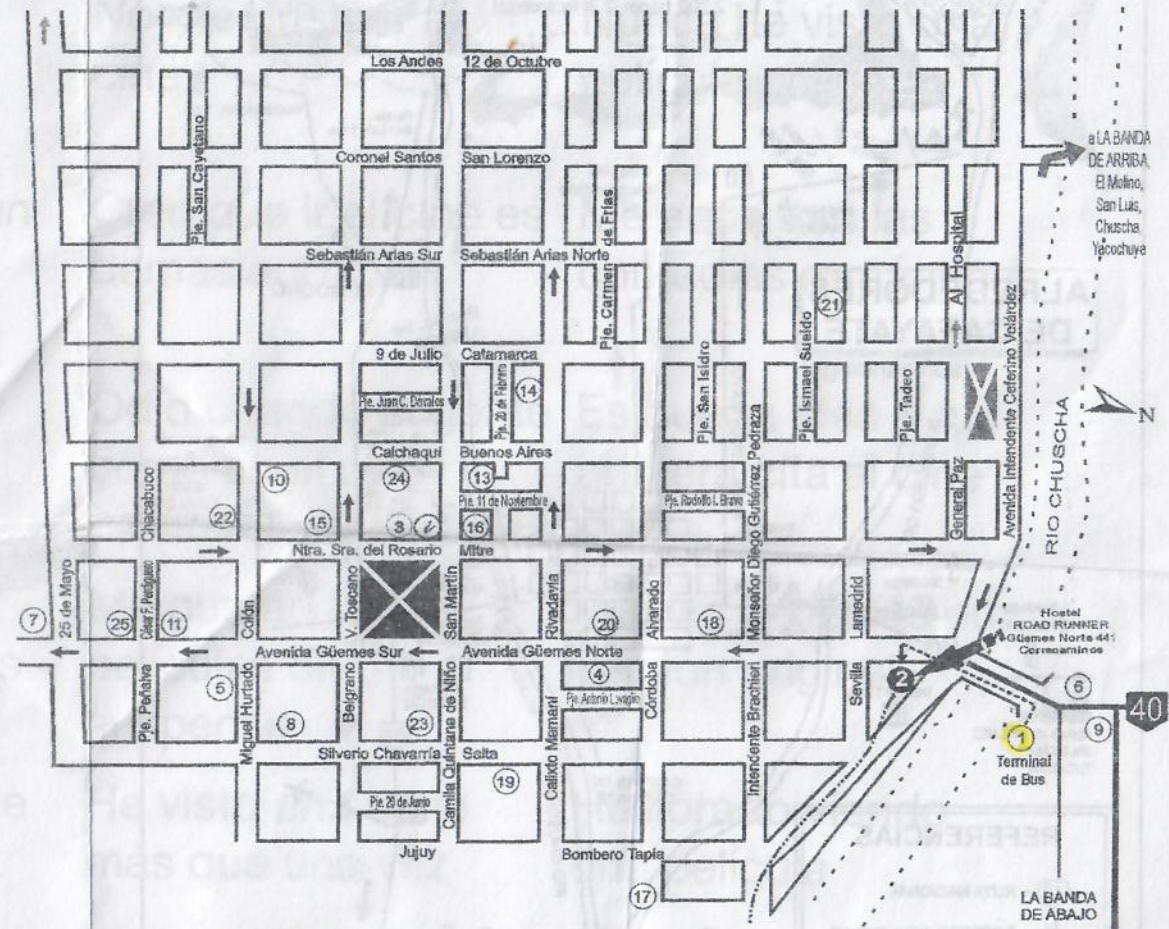 Los Andes
12 de Octubre
Pje. San Cayetano
Coronel Santos
San Lorenzo
a LA BANDA
DE ARRIBA,
El Molino,
San Luis,
Chuscha,
Yacochuya
Sebastián Arias Sur
Sebastián Arias Norte
Pje. Carmen de Frías
Al Hospital
21
9 de Julio
Catamarca
Pje. Juan C. Dávalos
Pje. 20 de Febrero
14
Pje. San Isidro
Pje. Ismael Sueldo
Pje. Tadeo
Avenida Intendente Ceferino Velárdez
N
Calchaquí
Buenos Aires
10
24
13
Pje. 11 de Noviembre
Pje. Rodolfo L. Bravo
Monseñor Diego Gutiérrez Pedraza
General Paz
RIO CHUSCHA
Chacabuco
22
15
3
i
16
Ntra. Sra. del Rosario
Mitre
7
25 de Mayo
25
César F. Perdiguero
11
Colón
V. Toscano
San Martín
Rivadavia
20
Alvarado
18
Lamadrid
Hostel
ROAD RUNNER
Güemes Norte 441
Correcaminos
Avenida Güemes Sur
Avenida Güemes Norte
Pje. Peñalva
5
Miguel Hurtado
8
Belgrano
23
Camila Quintana de Niño
Calixto Mamaní
4
Pje. Antonio Lovaglio
Córdoba
Intendente Brachieri
Sevilla
2
6
40
1
9
Terminal
de Bus
Silverio Chavarría
Salta
19
Pje. 20 de Junio
Jujuy
Bombero Tapia
17
LA BANDA
DE ABAJO